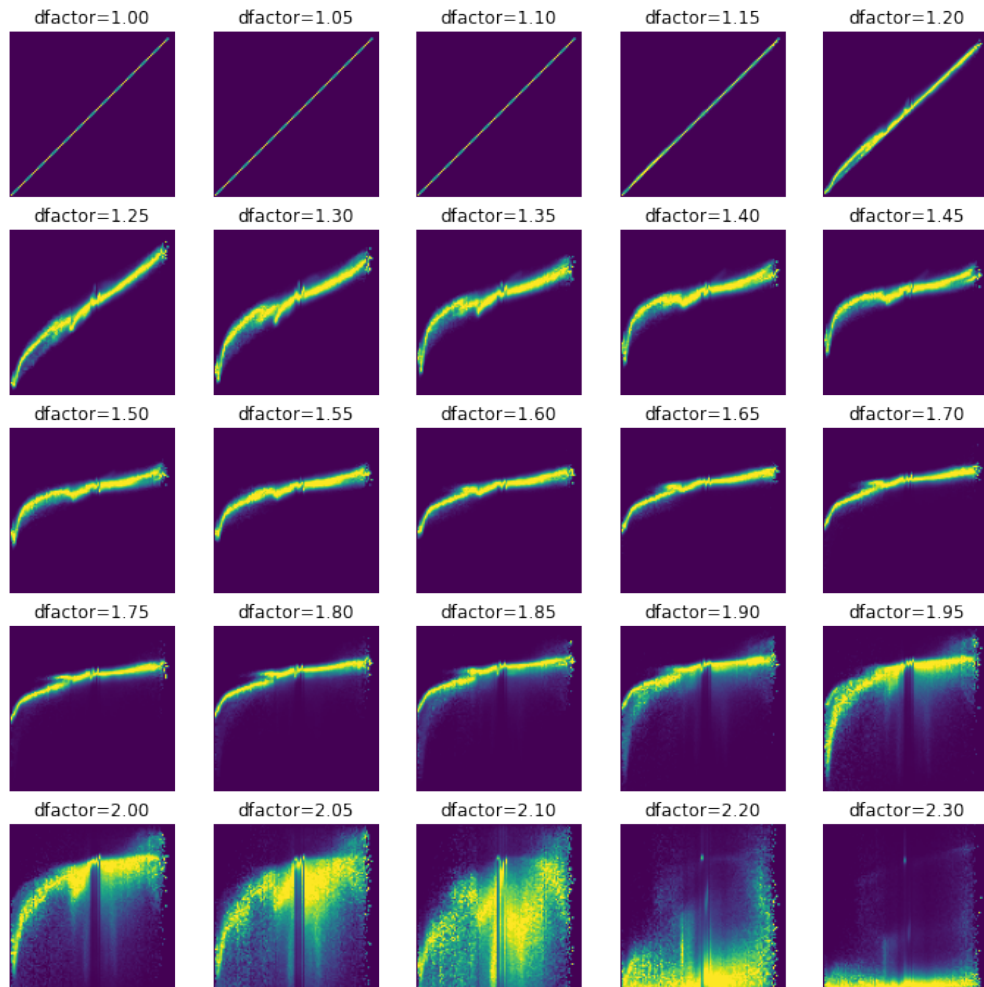 dfactor=1.00 dfactor=1.05 dfactor=1.10 dfactor=1.15 dfactor=1.20
dfactor=1.25 dfactor=1.30 dfactor=1.35 dfactor=1.40 dfactor=1.45
dfactor=1.50 dfactor=1.55 dfactor=1.60 dfactor=1.65 dfactor=1.70
dfactor=1.75 dfactor=1.80 dfactor=1.85 dfactor=1.90 dfactor=1.95
dfactor=2.00 dfactor=2.05 dfactor=2.10 dfactor=2.20 dfactor=2.30